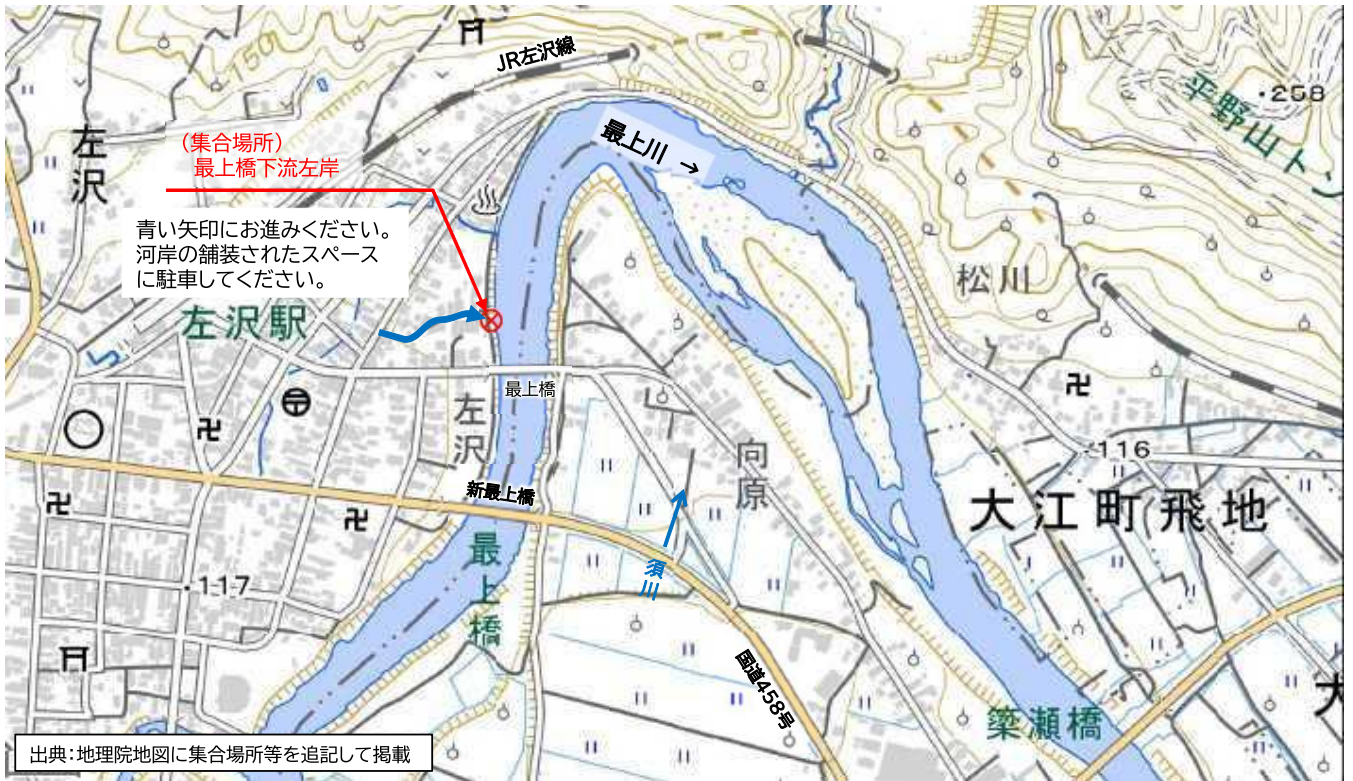 JR左沢線
150
左沢
(集合場所)
最上橋下流左岸
青い矢印にお進みください。
河岸の舗装されたスペース
に駐車してください。
最上川 →
・258
平野山トン
松川
左沢駅
最上橋
左沢
向原
・116
新最上橋
大江町飛地
須川
最上橋
・117
国道458号
築瀬橋
大
出典:地理院地図に集合場所等を追記して掲載